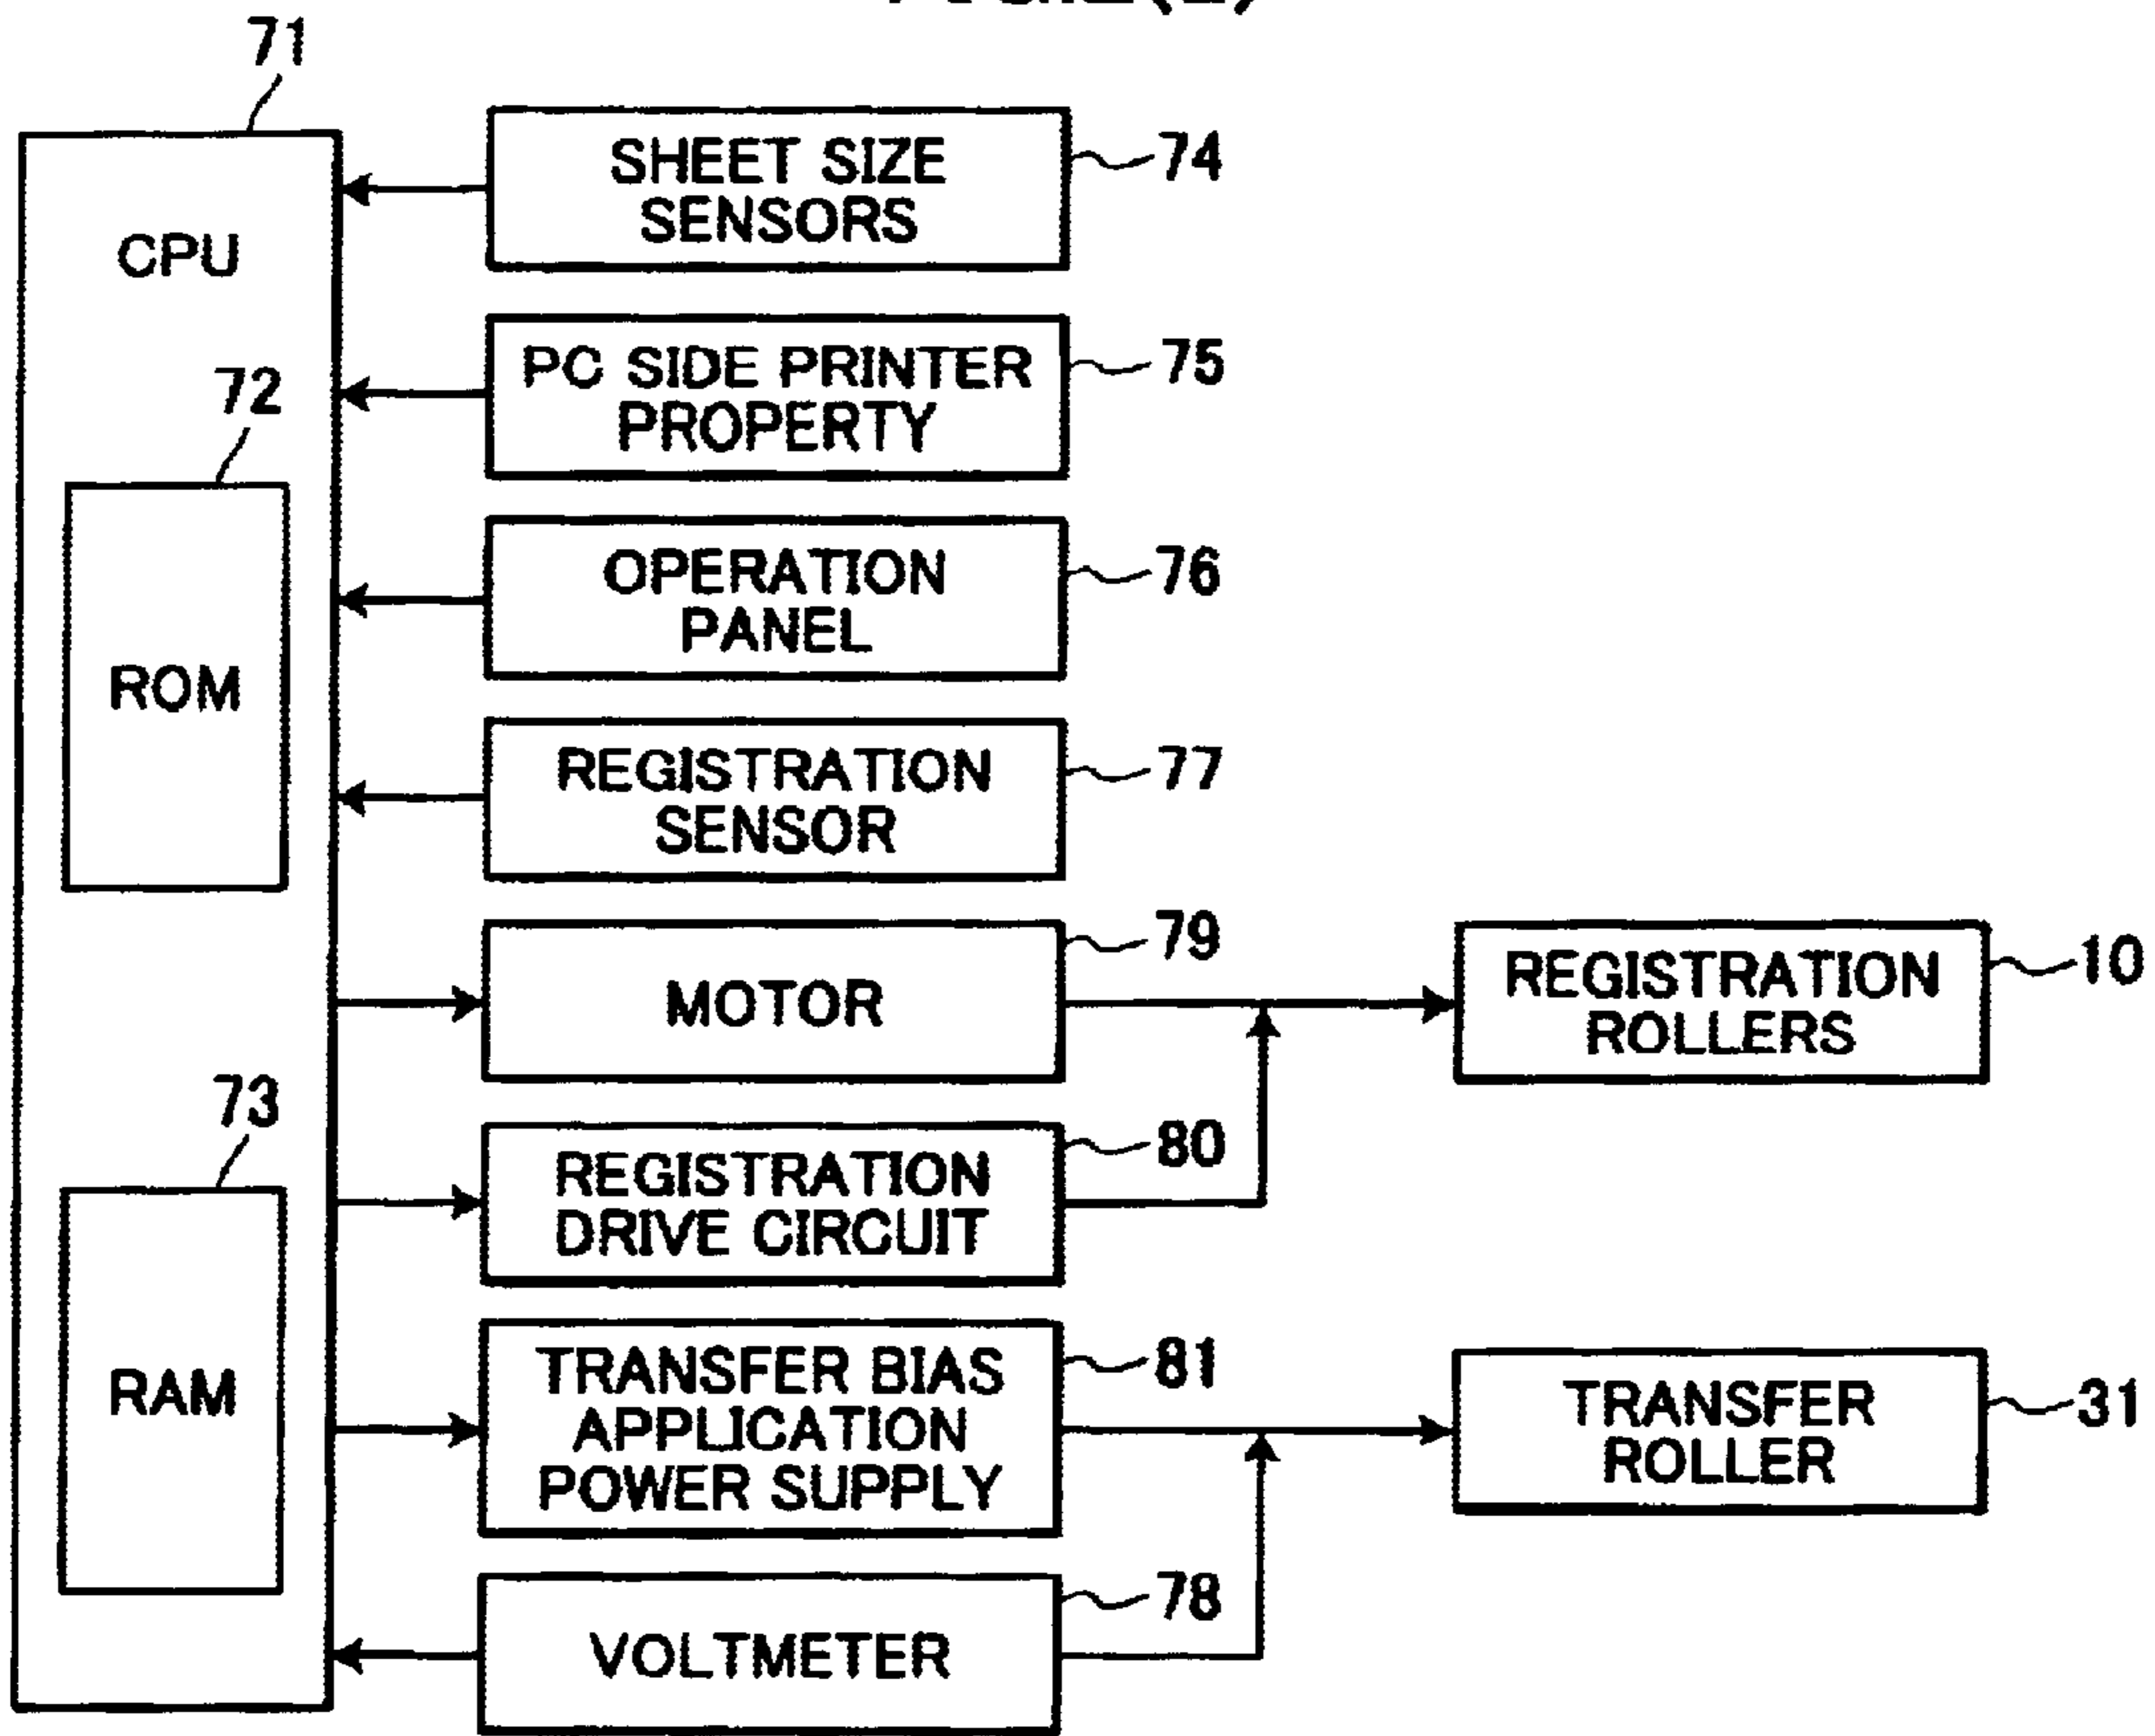 71
SHEET SIZE
SENSORS
74
CPU
PC SIDE PRINTER
PROPERTY
75
72
OPERATION
PANEL
76
ROM
REGISTRATION
SENSOR
77
MOTOR
79
REGISTRATION
ROLLERS
10
73
REGISTRATION
DRIVE CIRCUIT
80
RAM
TRANSFER BIAS
APPLICATION
POWER SUPPLY
81
TRANSFER
ROLLER
31
VOLTMETER
78